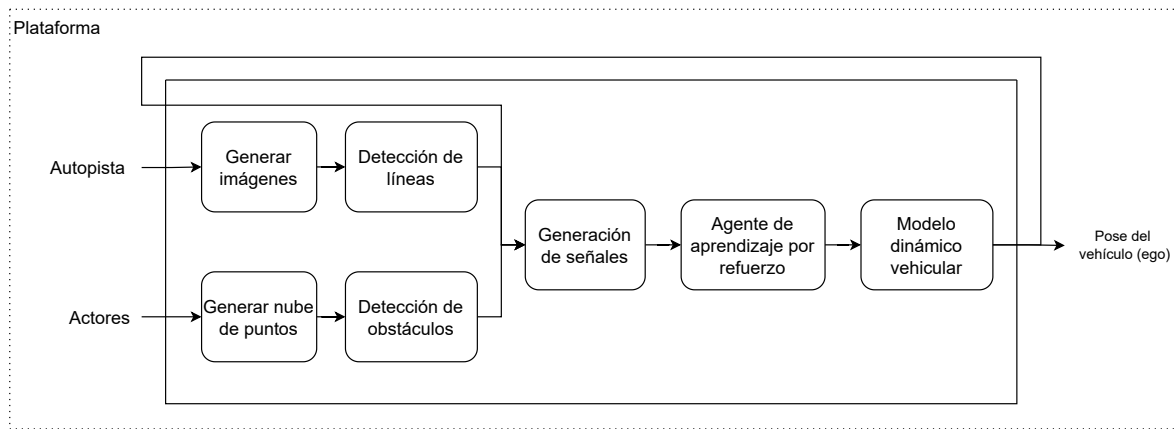 Plataforma
Autopista
Generar
imágenes
Detección de
líneas
Generación
de señales
Agente de
aprendizaje por
refuerzo
Modelo
dinámico
vehicular
Pose del
vehículo (ego)
Actores
Generar nube
de puntos
Detección de
obstáculos